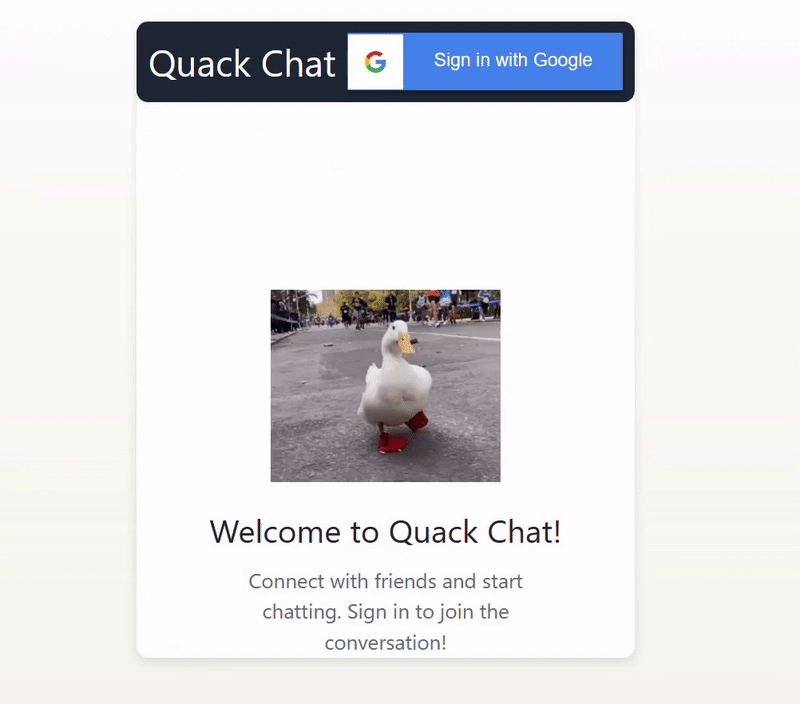 Quack Chat
Sign in with Google
Welcome to Quack Chat!
Connect with friends and start
chatting. Sign in to join the
conversation!